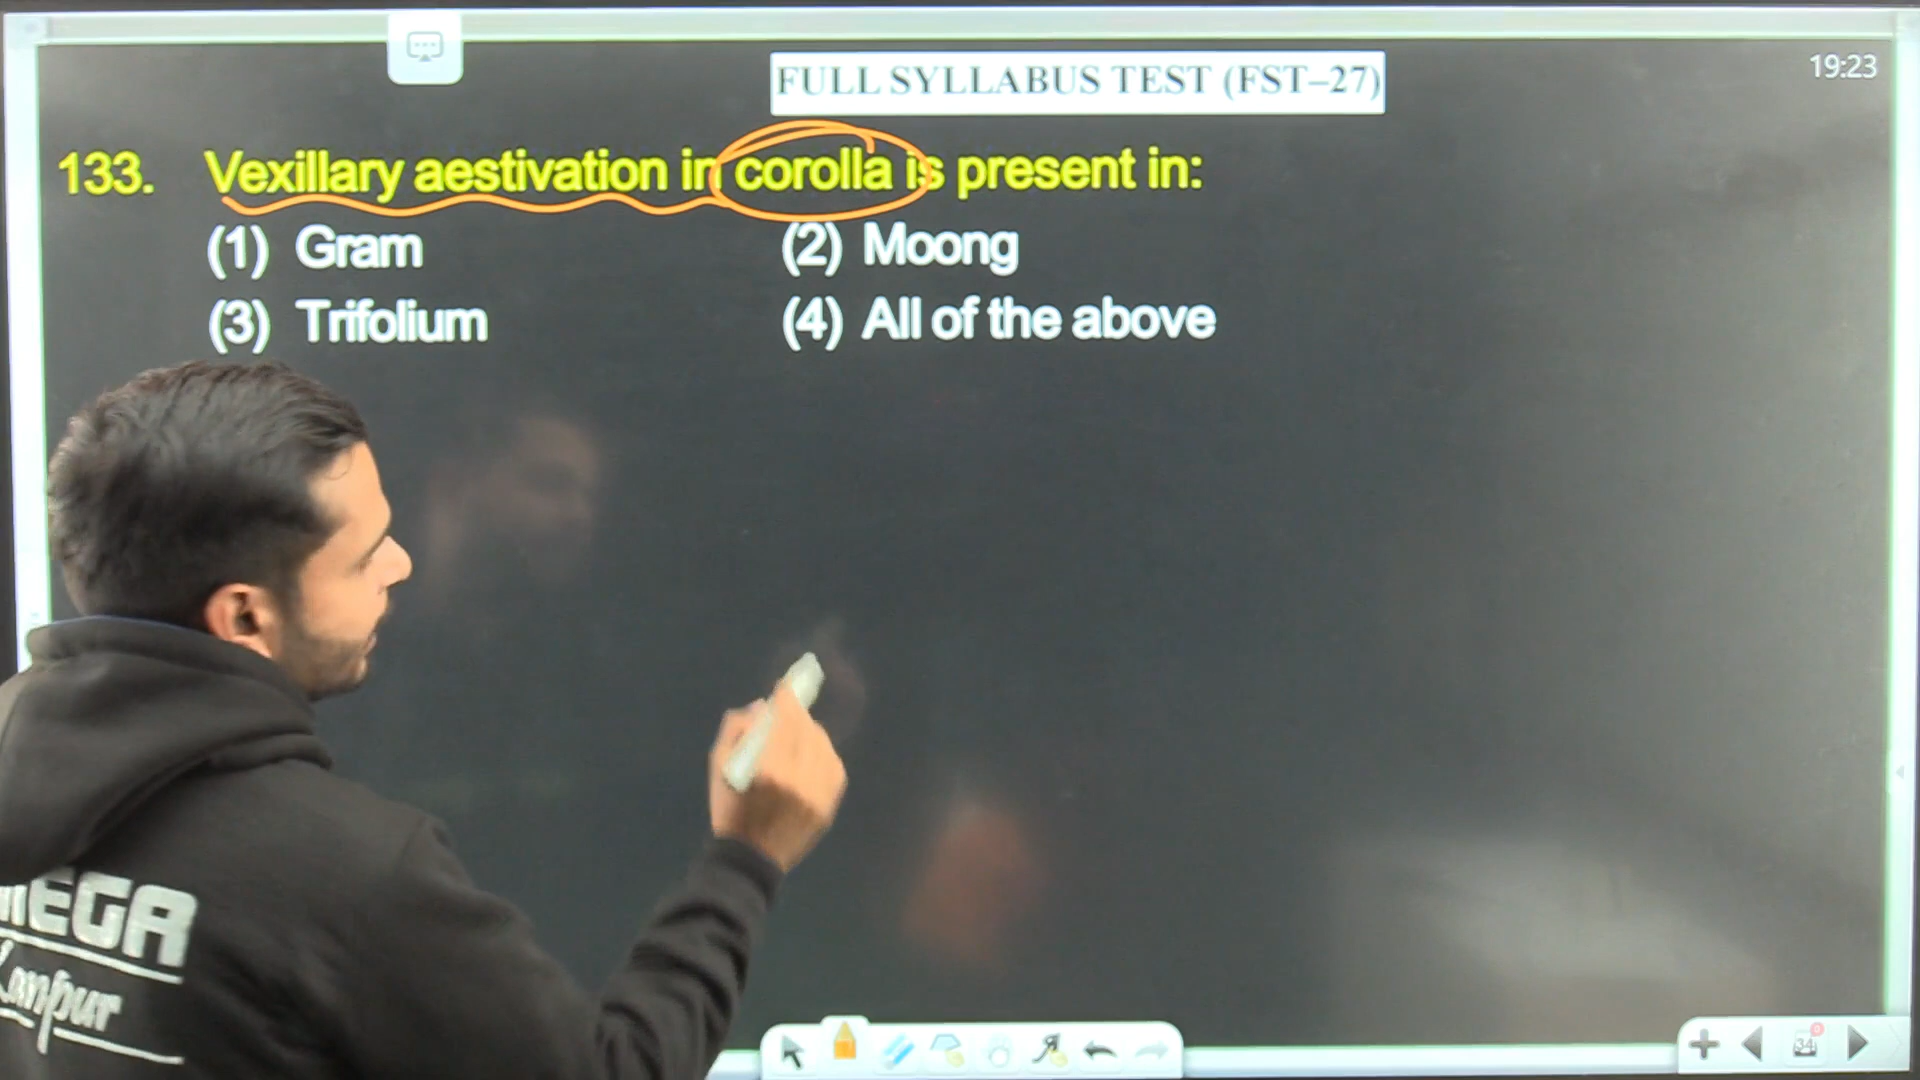 FULL SYLLABUS TEST (FST–27)
19:23
133. Vexillary aestivation in corolla is present in:
(1) Gram (2) Moong
(3) Trifolium (4) All of the above
MEGA
Kanpur
34